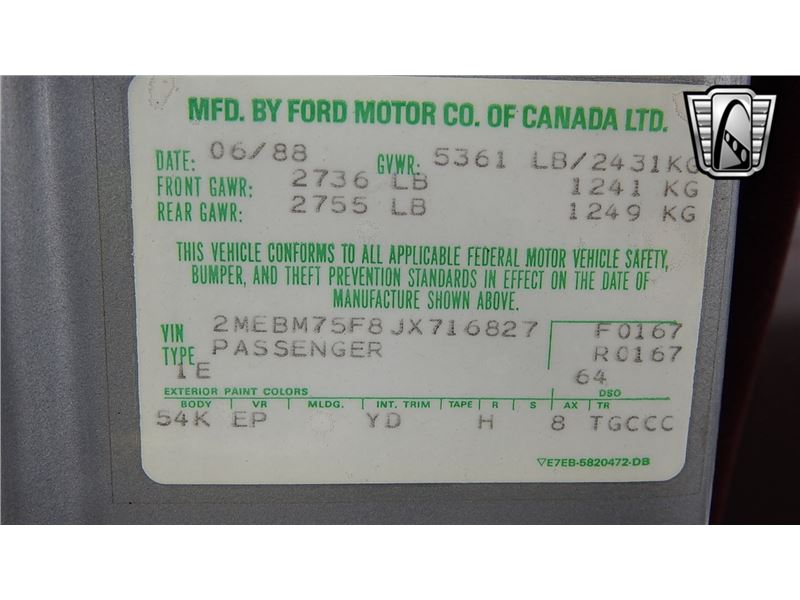 MFD. BY FORD MOTOR CO. OF CANADA LTD.
DATE: 06/88 GVWR: 5361 LB/2431KG
FRONT GAWR: 2736 LB 1241 KG
REAR GAWR: 2755 LB 1249 KG
THIS VEHICLE CONFORMS TO ALL APPLICABLE FEDERAL MOTOR VEHICLE SAFETY,
BUMPER, AND THEFT PREVENTION STANDARDS IN EFFECT ON THE DATE OF
MANUFACTURE SHOWN ABOVE.
VIN 2MEBM75F8JX716827 F0167
TYPE PASSENGER R0167
1E 64
EXTERIOR PAINT COLORS DSO
BODY VR MLDG. INT. TRIM TAPE R S AX TR
54K EP YD H 8 TGCCC
▽E7EB-5820472-DB